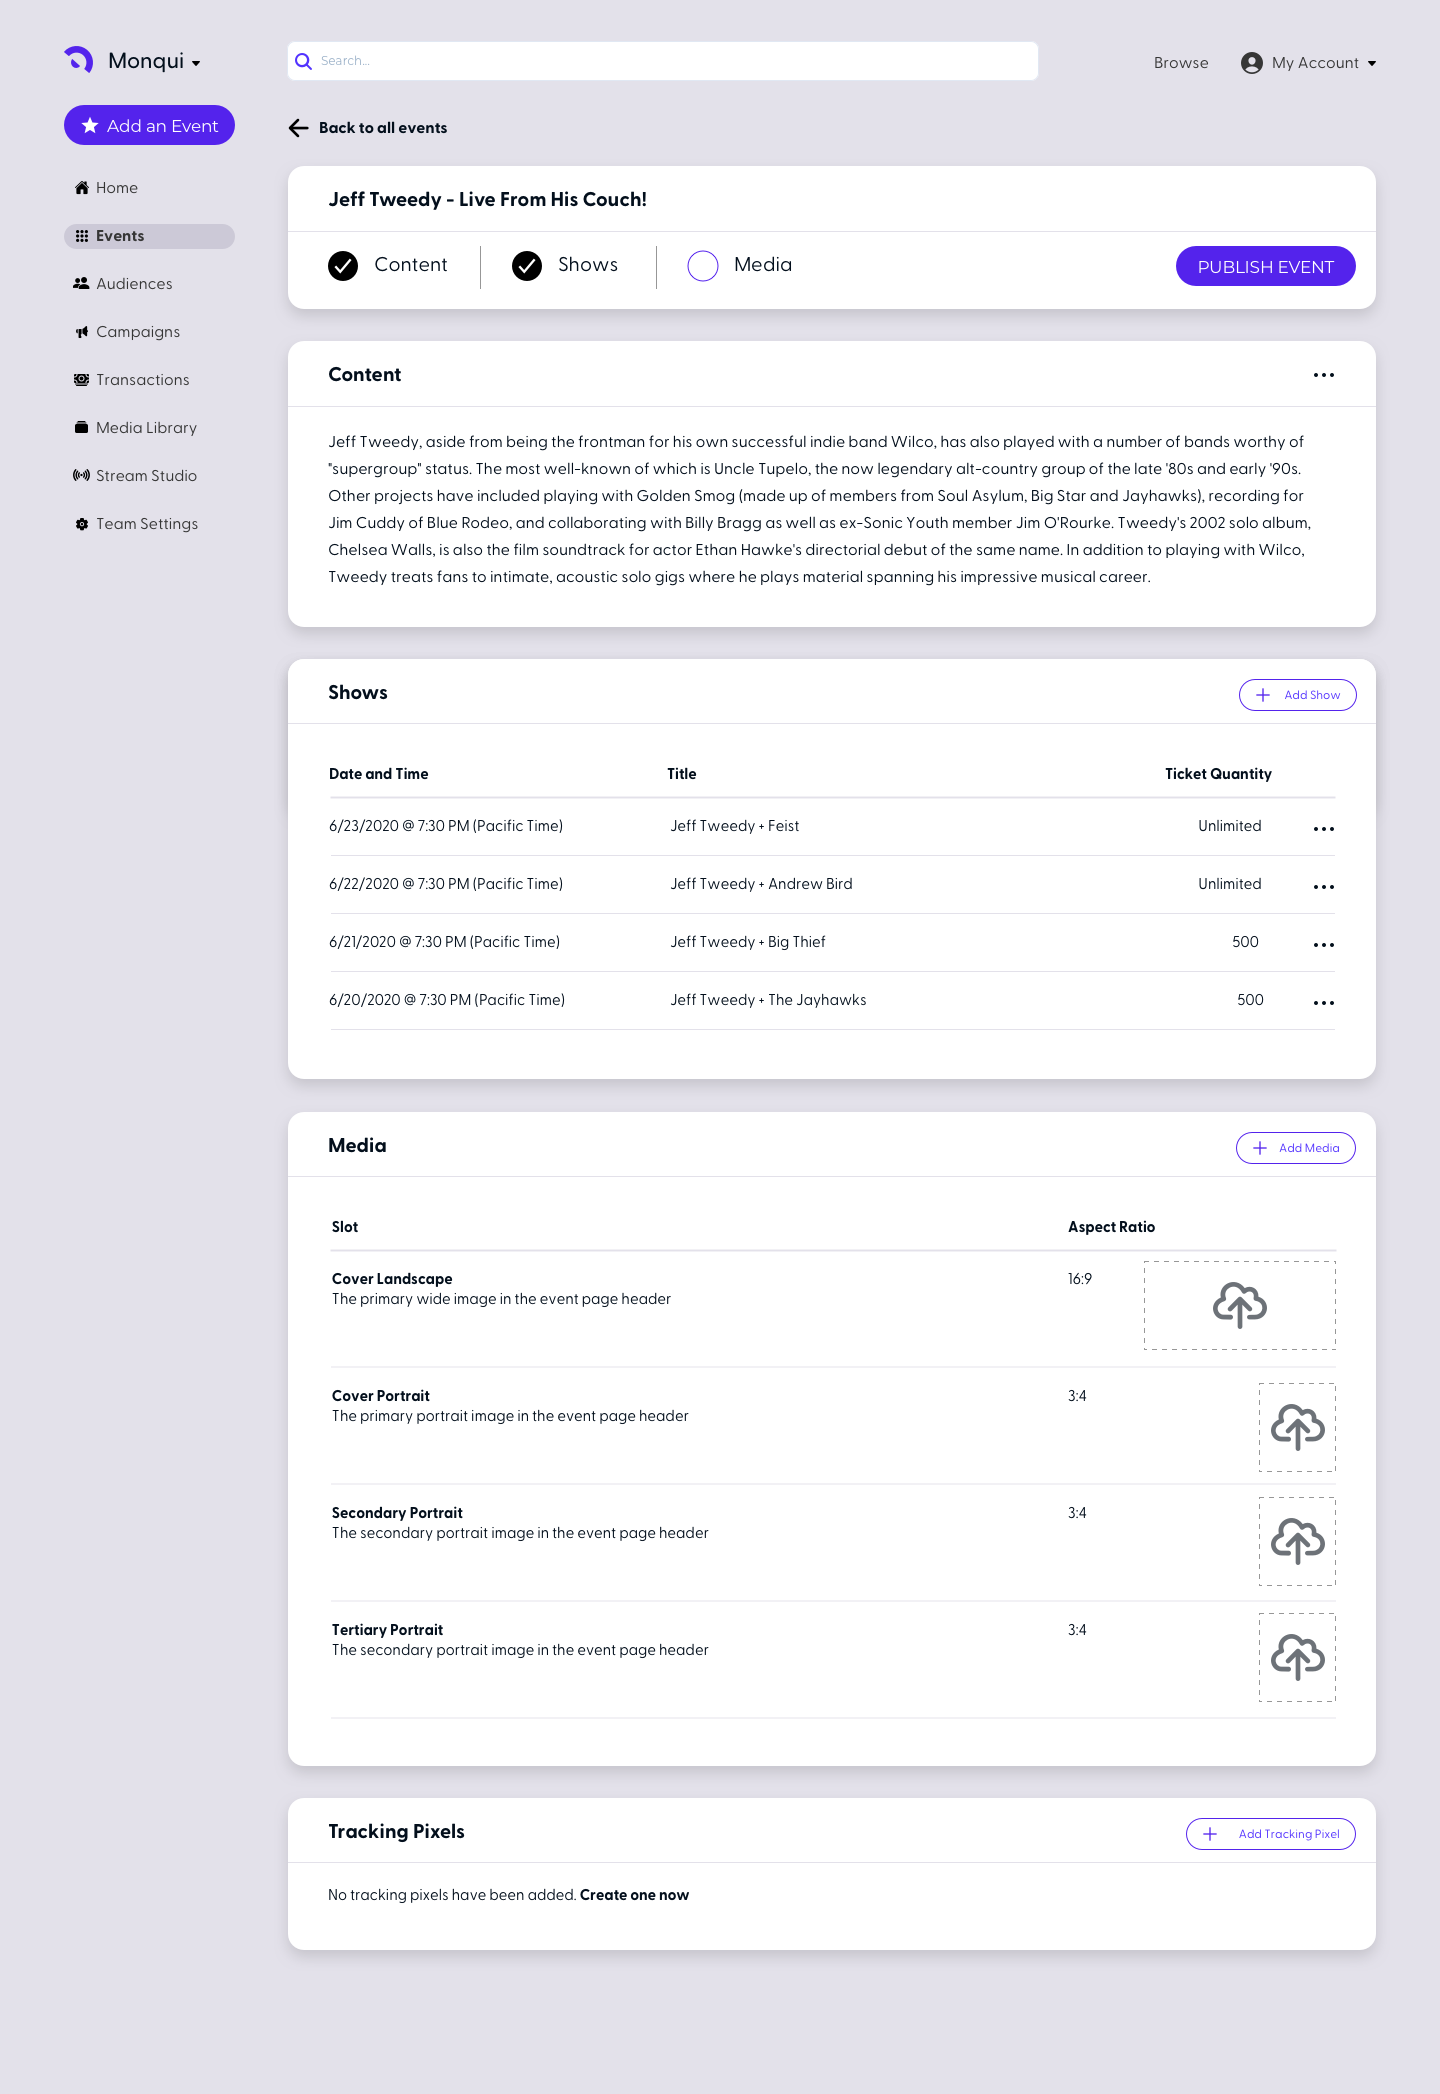 Monqui
Search...
Browse
My Account
Add an Event
Back to all events
Home
Events
Audiences
Campaigns
Transactions
Media Library
Stream Studio
Team Settings
Jeff Tweedy - Live From His Couch!
Content
Shows
Media
PUBLISH EVENT
Content
Jeff Tweedy, aside from being the frontman for his own successful indie band Wilco, has also played with a number of bands worthy of
"supergroup" status. The most well-known of which is Uncle Tupelo, the now legendary alt-country group of the late '80s and early '90s.
Other projects have included playing with Golden Smog (made up of members from Soul Asylum, Big Star and Jayhawks), recording for
Jim Cuddy of Blue Rodeo, and collaborating with Billy Bragg as well as ex-Sonic Youth member Jim O'Rourke. Tweedy's 2002 solo album,
Chelsea Walls, is also the film soundtrack for actor Ethan Hawke's directorial debut of the same name. In addition to playing with Wilco,
Tweedy treats fans to intimate, acoustic solo gigs where he plays material spanning his impressive musical career.
Shows
Add Show
Date and Time Title Ticket Quantity
6/23/2020 @ 7:30 PM (Pacific Time) Jeff Tweedy + Feist Unlimited
6/22/2020 @ 7:30 PM (Pacific Time) Jeff Tweedy + Andrew Bird Unlimited
6/21/2020 @ 7:30 PM (Pacific Time) Jeff Tweedy + Big Thief 500
6/20/2020 @ 7:30 PM (Pacific Time) Jeff Tweedy + The Jayhawks 500
Media
Add Media
Slot Aspect Ratio
Cover Landscape 16:9
The primary wide image in the event page header
Cover Portrait 3:4
The primary portrait image in the event page header
Secondary Portrait 3:4
The secondary portrait image in the event page header
Tertiary Portrait 3:4
The secondary portrait image in the event page header
Tracking Pixels
Add Tracking Pixel
No tracking pixels have been added. Create one now